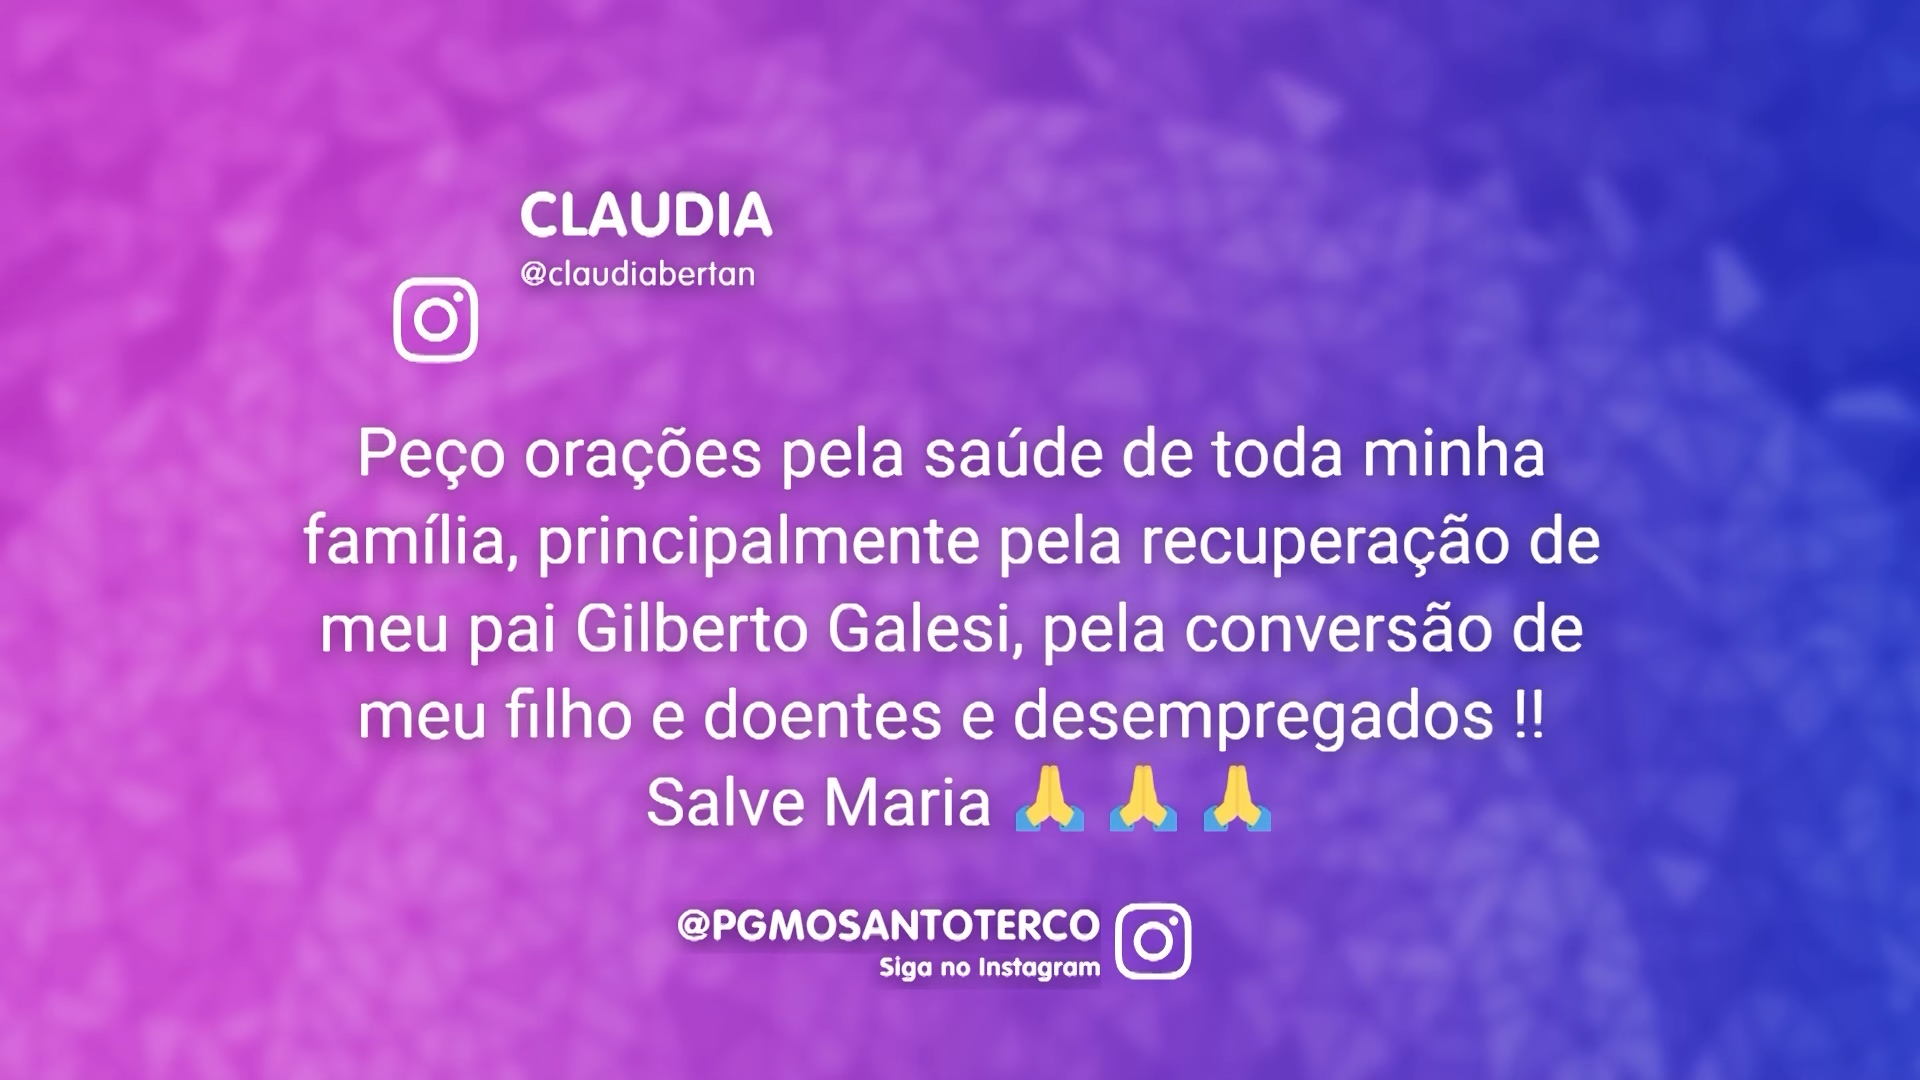 CLAUDIA
@claudiabertan
Peço orações pela saúde de toda minha
família, principalmente pela recuperação de
meu pai Gilberto Galesi, pela conversão de
meu filho e doentes e desempregados !!
Salve Maria 🙏 🙏 🙏
@PGMOSANTOTERCO
Siga no Instagram